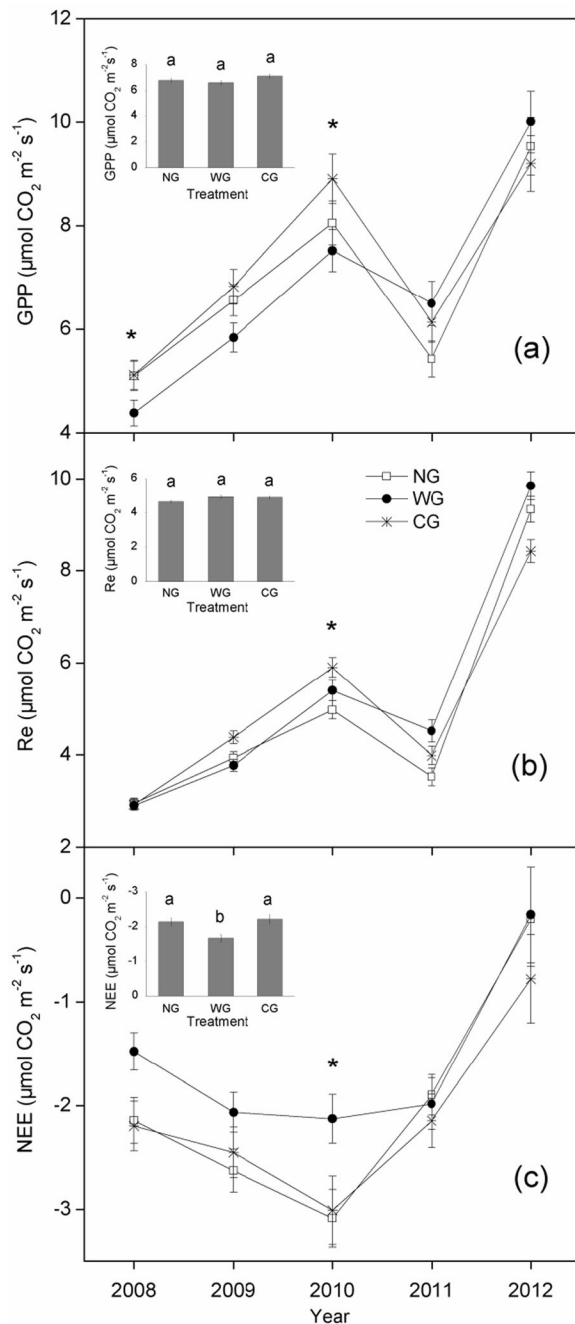 12
10
8
6
4
GPP (μmol CO2 m-2 s-1)
8
6
4
2
0
GPP (μmol CO2 m-2s-1)
a a a
NG WG CG
Treatment
*
*
(a)
10
8
6
4
2
Re (μmol CO2 m-2 s-1)
6
4
2
0
Re (μmol CO2 m-2 s-1)
a a a
NG WG CG
Treatment
NG
WG
CG
*
(b)
0
-1
-2
-3
NEE (μmol CO2 m-2 s-1)
-3
-2
-1
0
NEE (μmol CO2 m-2 s-1)
a b a
NG WG CG
Treatment
*
(c)
2008 2009 2010 2011 2012
Year